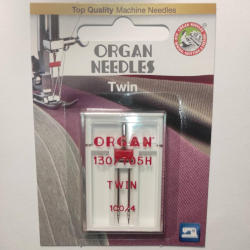 Top Quality Machine Needles
ORGAN
NEEDLES
Twin
ORGAN
130/705H
TWIN
100/4